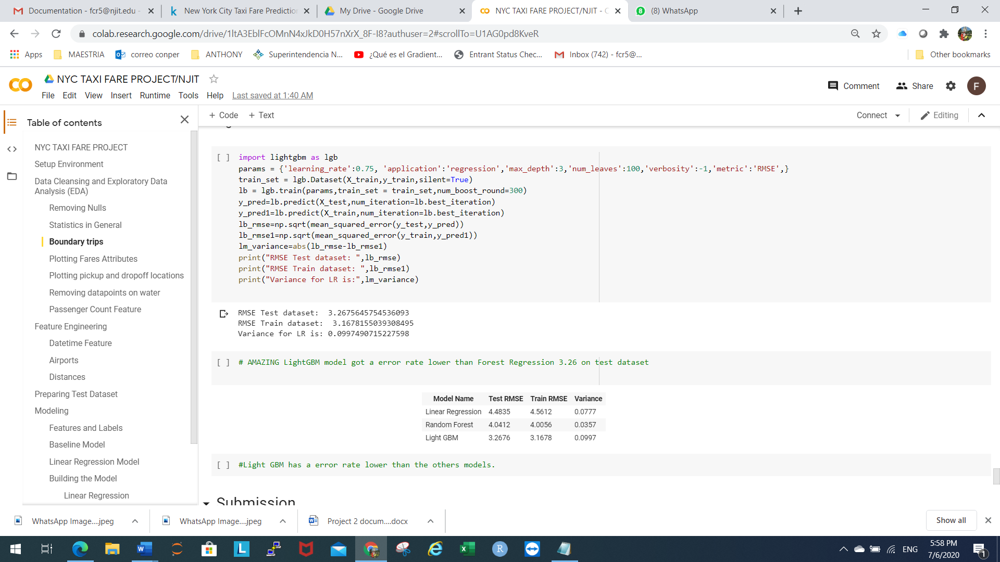 Documentation - fcr5@njit.edu -
New York City Taxi Fare Prediction
My Drive - Google Drive
NYC TAXI FARE PROJECT/NJIT - C
8 (8) WhatsApp
colab.research.google.com/drive/1ltA3EblFcOMnN4xJkD0H57nXrX_8F-I8?authuser=2#scrollTo=U1AG0pd8KveR
Apps MAESTRIA correo conper ANTHONY Superintendencia N... ¿Qué es el Gradient... Entrant Status Chec... Inbox (742) - fcr5@... Other bookmarks
NYC TAXI FARE PROJECT/NJIT
Comment Share F
File Edit View Insert Runtime Tools Help Last saved at 1:40 AM
+ Code + Text Connect Editing
Table of contents
NYC TAXI FARE PROJECT
Setup Environment
Data Cleansing and Exploratory Data
Analysis (EDA)
Removing Nulls
Statistics in General
Boundary trips
Plotting Fares Attributes
Plotting pickup and dropoff locations
Removing datapoints on water
Passenger Count Feature
Feature Engineering
Datetime Feature
Airports
Distances
Preparing Test Dataset
Modeling
Features and Labels
Baseline Model
Linear Regression Model
Building the Model
Linear Regression
[ ] import lightgbm as lgb
params = {'learning_rate':0.75, 'application':'regression','max_depth':3,'num_leaves':100,'verbosity':-1,'metric':'RMSE',}
train_set = lgb.Dataset(X_train,y_train,silent=True)
lb = lgb.train(params,train_set = train_set,num_boost_round=300)
y_pred=lb.predict(X_test,num_iteration=lb.best_iteration)
y_pred1=lb.predict(X_train,num_iteration=lb.best_iteration)
lb_rmse=np.sqrt(mean_squared_error(y_test,y_pred))
lb_rmse1=np.sqrt(mean_squared_error(y_train,y_pred1))
lm_variance=abs(lb_rmse-lb_rmse1)
print("RMSE Test dataset: ",lb_rmse)
print("RMSE Train dataset: ",lb_rmse1)
print("Variance for LR is:",lm_variance)
RMSE Test dataset:  3.2675645754536093
RMSE Train dataset:  3.1678155039308495
Variance for LR is: 0.0997490715227598
[ ] # AMAZING LightGBM model got a error rate lower than Forest Regression 3.26 on test dataset
Model Name Test RMSE Train RMSE Variance
Linear Regression 4.4835 4.5612 0.0777
Random Forest 4.0412 4.0056 0.0357
Light GBM 3.2676 3.1678 0.0997
[ ] #Light GBM has a error rate lower than the others models.
Submission
WhatsApp Image....jpeg WhatsApp Image....jpeg Project 2 docum....docx Show all
ENG
5:58 PM
7/6/2020
1